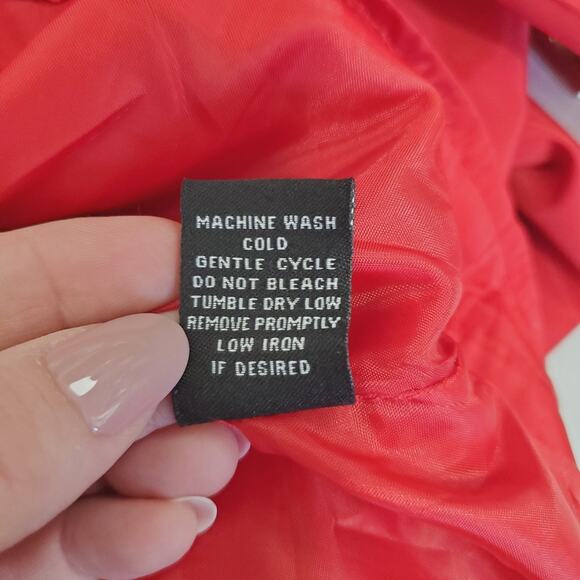 MACHINE WASH
COLD
GENTLE CYCLE
DO NOT BLEACH
TUMBLE DRY LOW
REMOVE PROMPTLY
LOW IRON
IF DESIRED